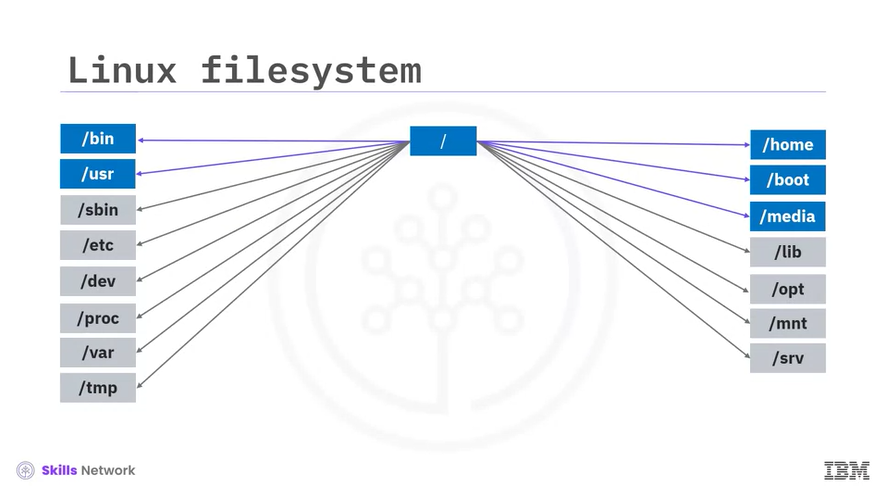 Linux filesystem
/
/bin
/usr
/sbin
/etc
/dev
/proc
/var
/tmp
/home
/boot
/media
/lib
/opt
/mnt
/srv
Skills Network
IBM